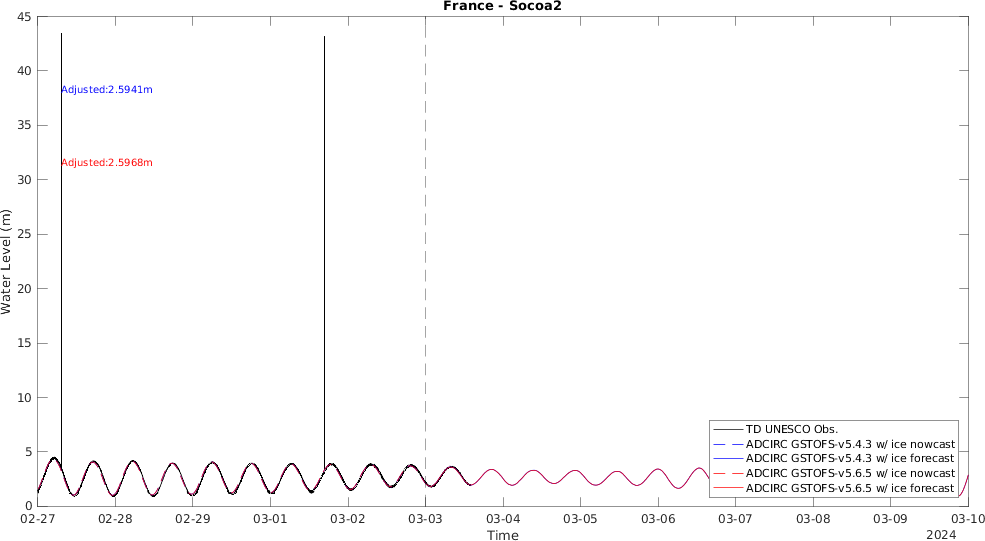 France - Socoa2
45
40
35
30
25
20
15
10
5
0
Water Level (m)
Adjusted:2.5941m
Adjusted:2.5968m
TD UNESCO Obs.
ADCIRC GSTOFS-v5.4.3 w/ ice nowcast
ADCIRC GSTOFS-v5.4.3 w/ ice forecast
ADCIRC GSTOFS-v5.6.5 w/ ice nowcast
ADCIRC GSTOFS-v5.6.5 w/ ice forecast
02-27 02-28 02-29 03-01 03-02 03-03 03-04 03-05 03-06 03-07 03-08 03-09 03-10
Time
2024